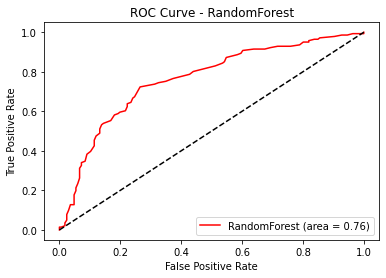 ROC Curve - RandomForest
True Positive Rate
1.0
0.8
0.6
0.4
0.2
0.0
RandomForest (area = 0.76)
0.0 0.2 0.4 0.6 0.8 1.0
False Positive Rate